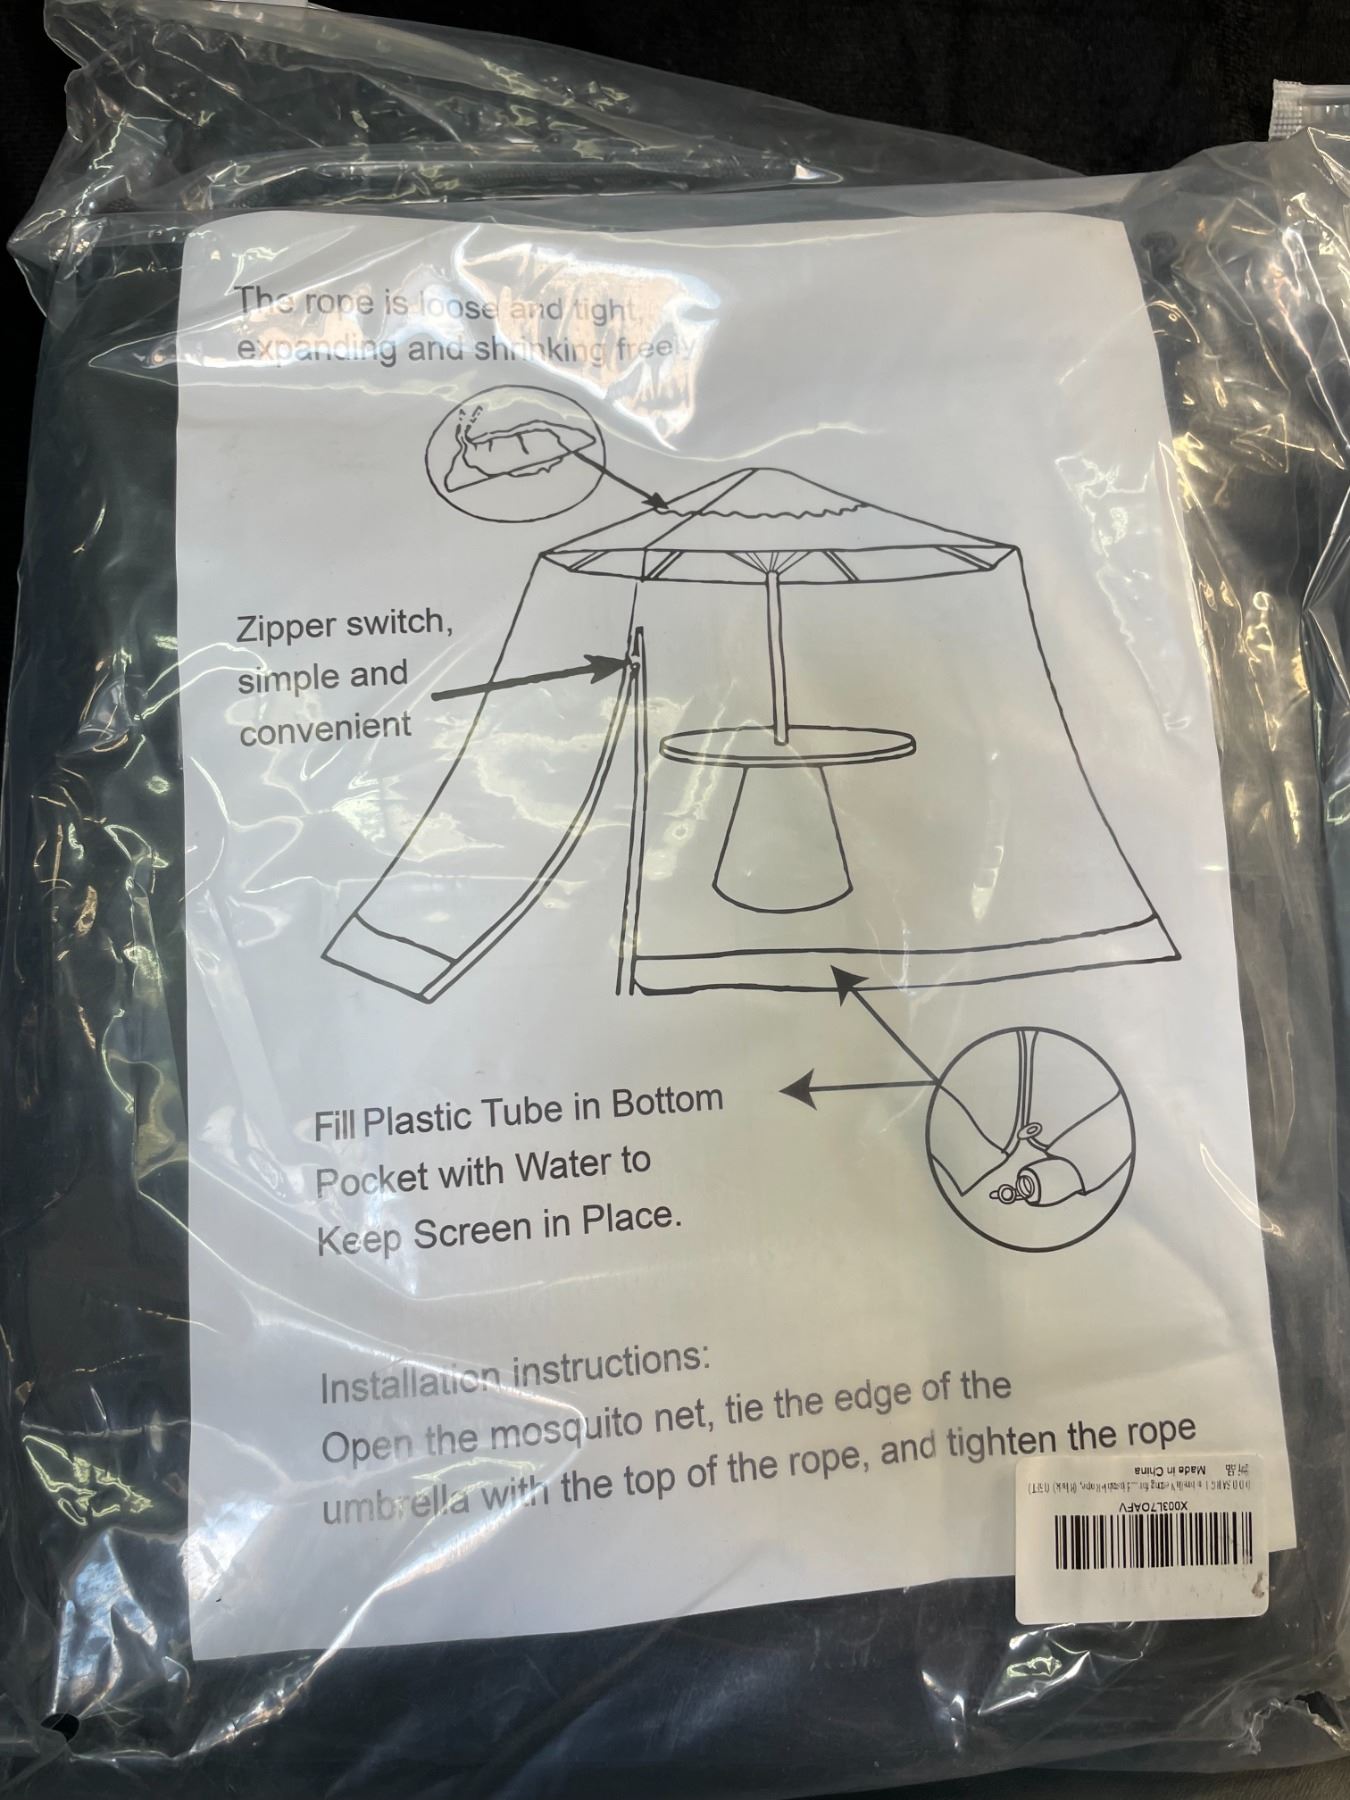 The rope is loose and tight,
expanding and shrinking freely
Zipper switch,
simple and
convenient
Fill Plastic Tube in Bottom
Pocket with Water to
Keep Screen in Place.
Installation instructions:
Open the mosquito net, tie the edge of the
umbrella with the top of the rope, and tighten the rope
X003L7OAFV
新品 Made in China